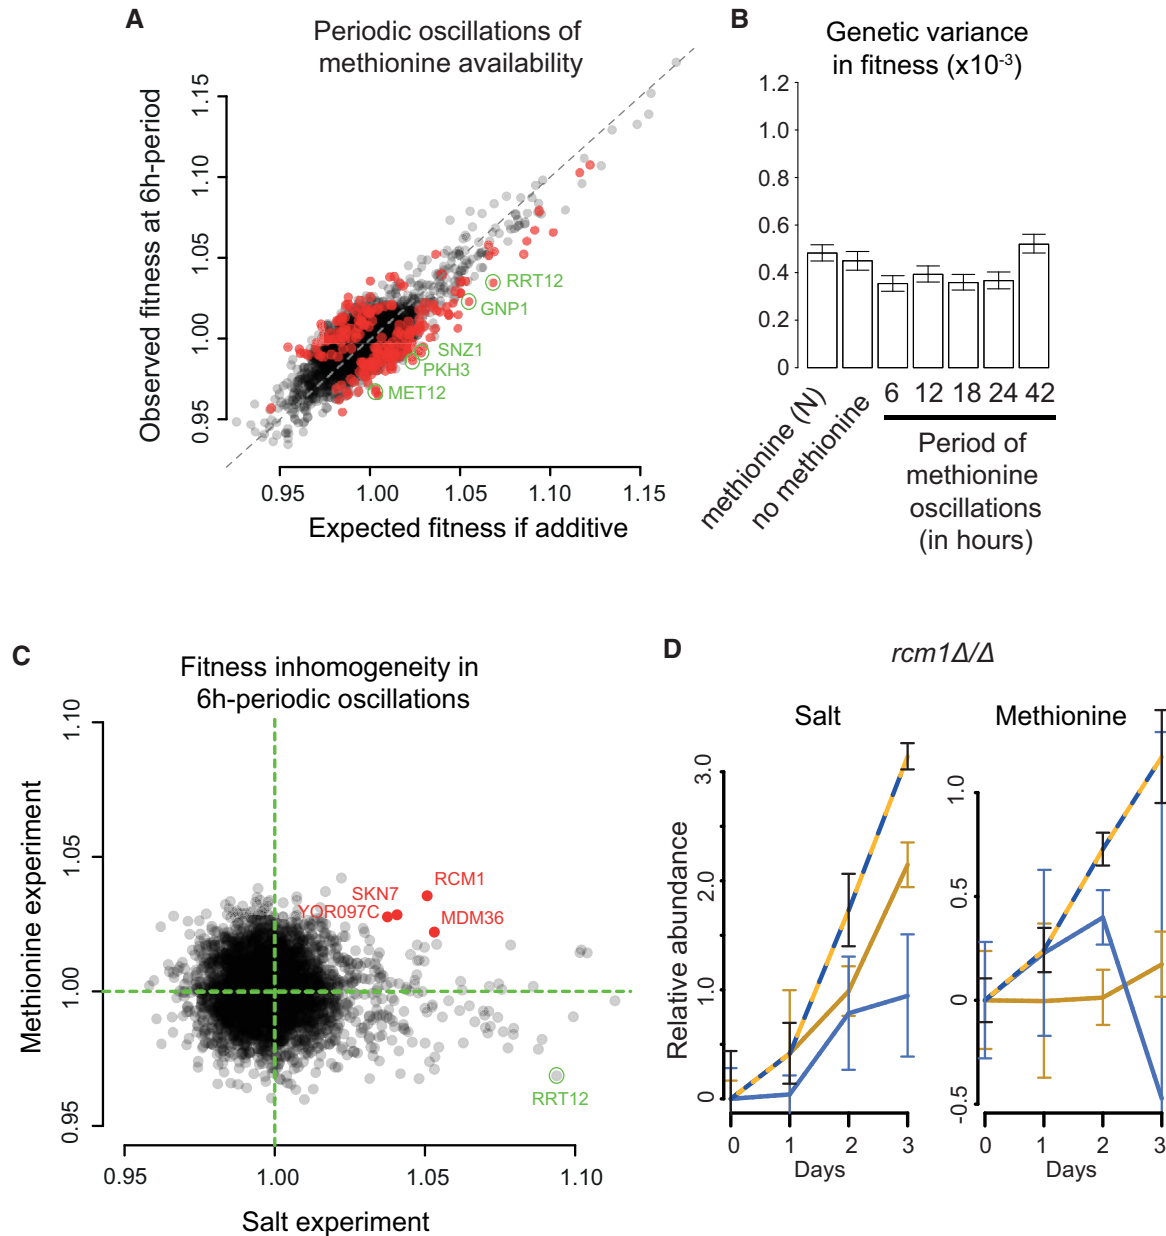 A
Periodic oscillations of
methionine availability
Observed fitness at 6h-period
0.95 1.00 1.05 1.10 1.15
RRT12
GNP1
SNZ1
PKH3
MET12
0.95 1.00 1.05 1.10 1.15
Expected fitness if additive
B
Genetic variance
in fitness (x10-3)
1.2
1.0
0.8
0.6
0.4
0.2
0
methionine (N)
no methionine
6 12 18 24 42
Period of
methionine
oscillations
(in hours)
C
Fitness inhomogeneity in
6h-periodic oscillations
Methionine experiment
0.95 1.00 1.05 1.10
RCM1
SKN7
YOR097C
MDM36
RRT12
0.95 1.00 1.05 1.10
Salt experiment
D
rcm1Δ/Δ
Salt
Relative abundance
0 1.0 2.0 3.0
0 1 2 3
Days
Methionine
-0.5 0 0.5 1.0
0 1 2 3
Days